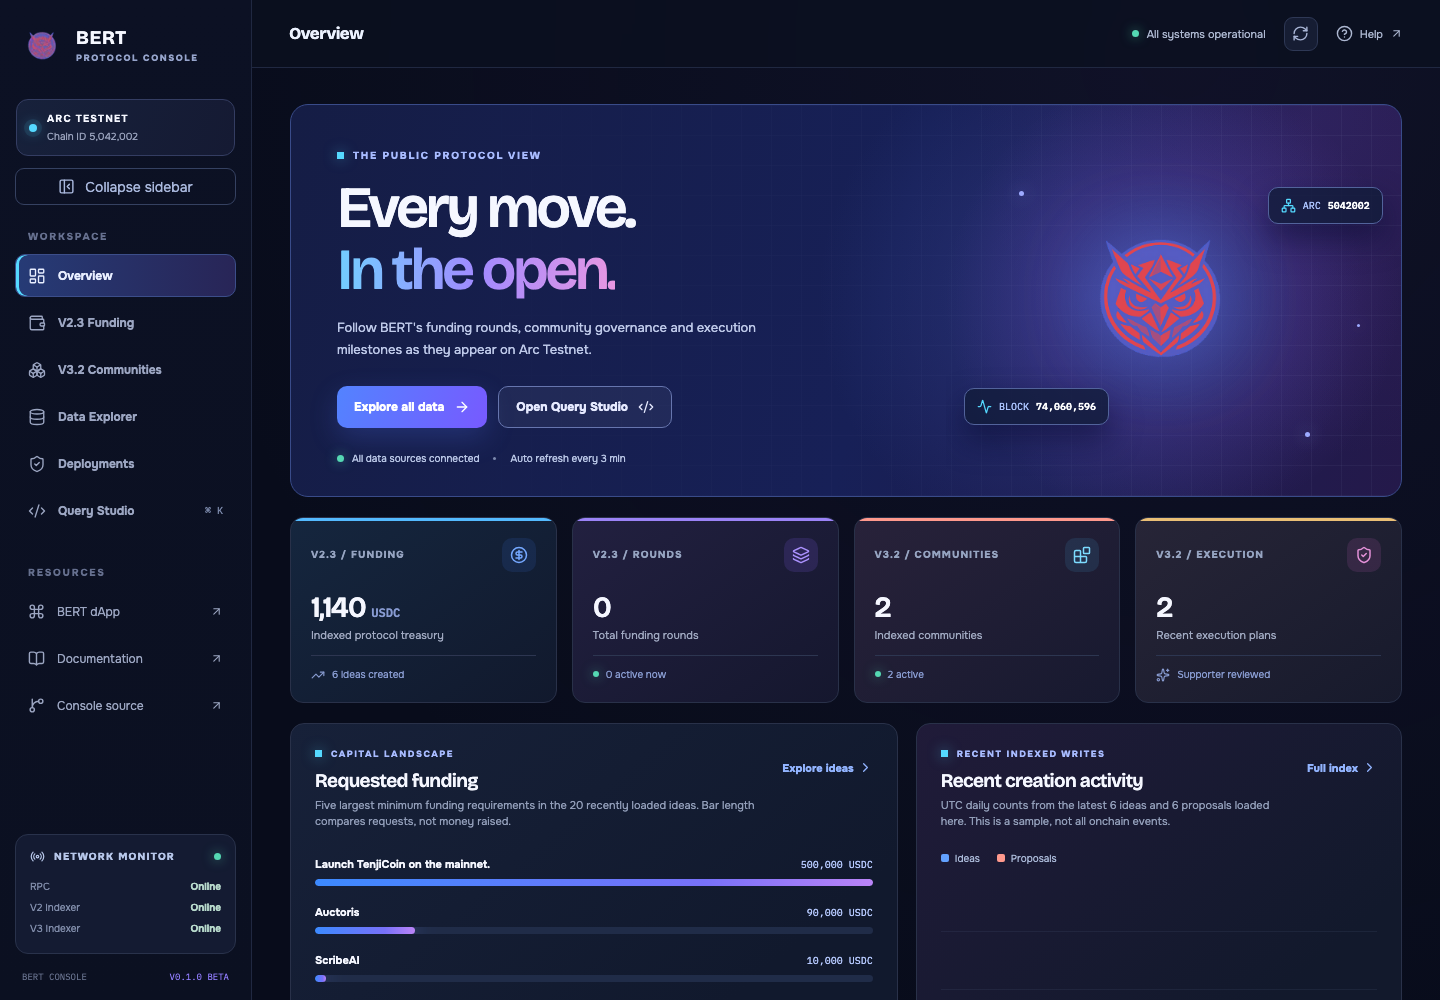 BERT
PROTOCOL CONSOLE
ARC TESTNET
Chain ID 5,042,002
Collapse sidebar
WORKSPACE
Overview
V2.3 Funding
V3.2 Communities
Data Explorer
Deployments
Query Studio ⌘ K
RESOURCES
BERT dApp
Documentation
Console source
NETWORK MONITOR
RPC Online
V2 Indexer Online
V3 Indexer Online
BERT CONSOLE V0.1.0 BETA
Overview
All systems operational
Help
THE PUBLIC PROTOCOL VIEW
Every move.
In the open.
Follow BERT's funding rounds, community governance and execution
milestones as they appear on Arc Testnet.
Explore all data
Open Query Studio
All data sources connected • Auto refresh every 3 min
ARC 5042002
BLOCK 74,060,596
V2.3 / FUNDING
1,140 USDC
Indexed protocol treasury
6 ideas created
V2.3 / ROUNDS
0
Total funding rounds
0 active now
V3.2 / COMMUNITIES
2
Indexed communities
2 active
V3.2 / EXECUTION
2
Recent execution plans
Supporter reviewed
CAPITAL LANDSCAPE
Requested funding
Explore ideas
Five largest minimum funding requirements in the 20 recently loaded ideas. Bar length
compares requests, not money raised.
Launch TenjiCoin on the mainnet. 500,000 USDC
Auctoris 90,000 USDC
ScribeAI 10,000 USDC
RECENT INDEXED WRITES
Recent creation activity
Full index
UTC daily counts from the latest 6 ideas and 6 proposals loaded
here. This is a sample, not all onchain events.
Ideas Proposals